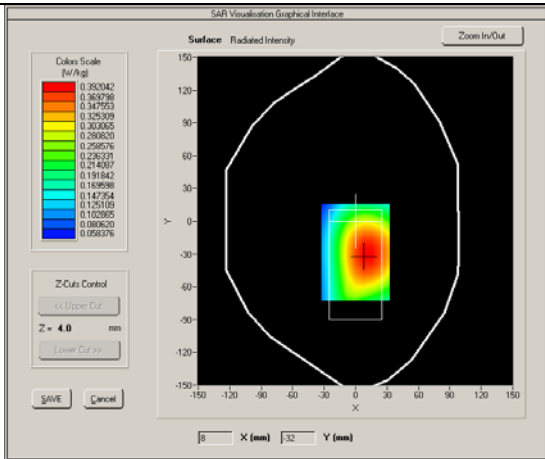 SAR Visualisation Graphical Interface
Surface Radiated Intensity
Zoom In/Out
Colors Scale
(W/kg)
0.392042
0.369798
0.347553
0.325309
0.303065
0.280820
0.258576
0.236331
0.214087
0.191842
0.169598
0.147354
0.125109
0.102865
0.080620
0.058376
Z-Cuts Control
<< Upper Cut
Z = 4.0 mm
Lower Cut >>
SAVE Cancel
150
120
90
60
30
0
-30
-60
-90
-120
-150
Y
-150 -120 -90 -60 -30 0 30 60 90 120 150
X
8 X (mm) -32 Y (mm)